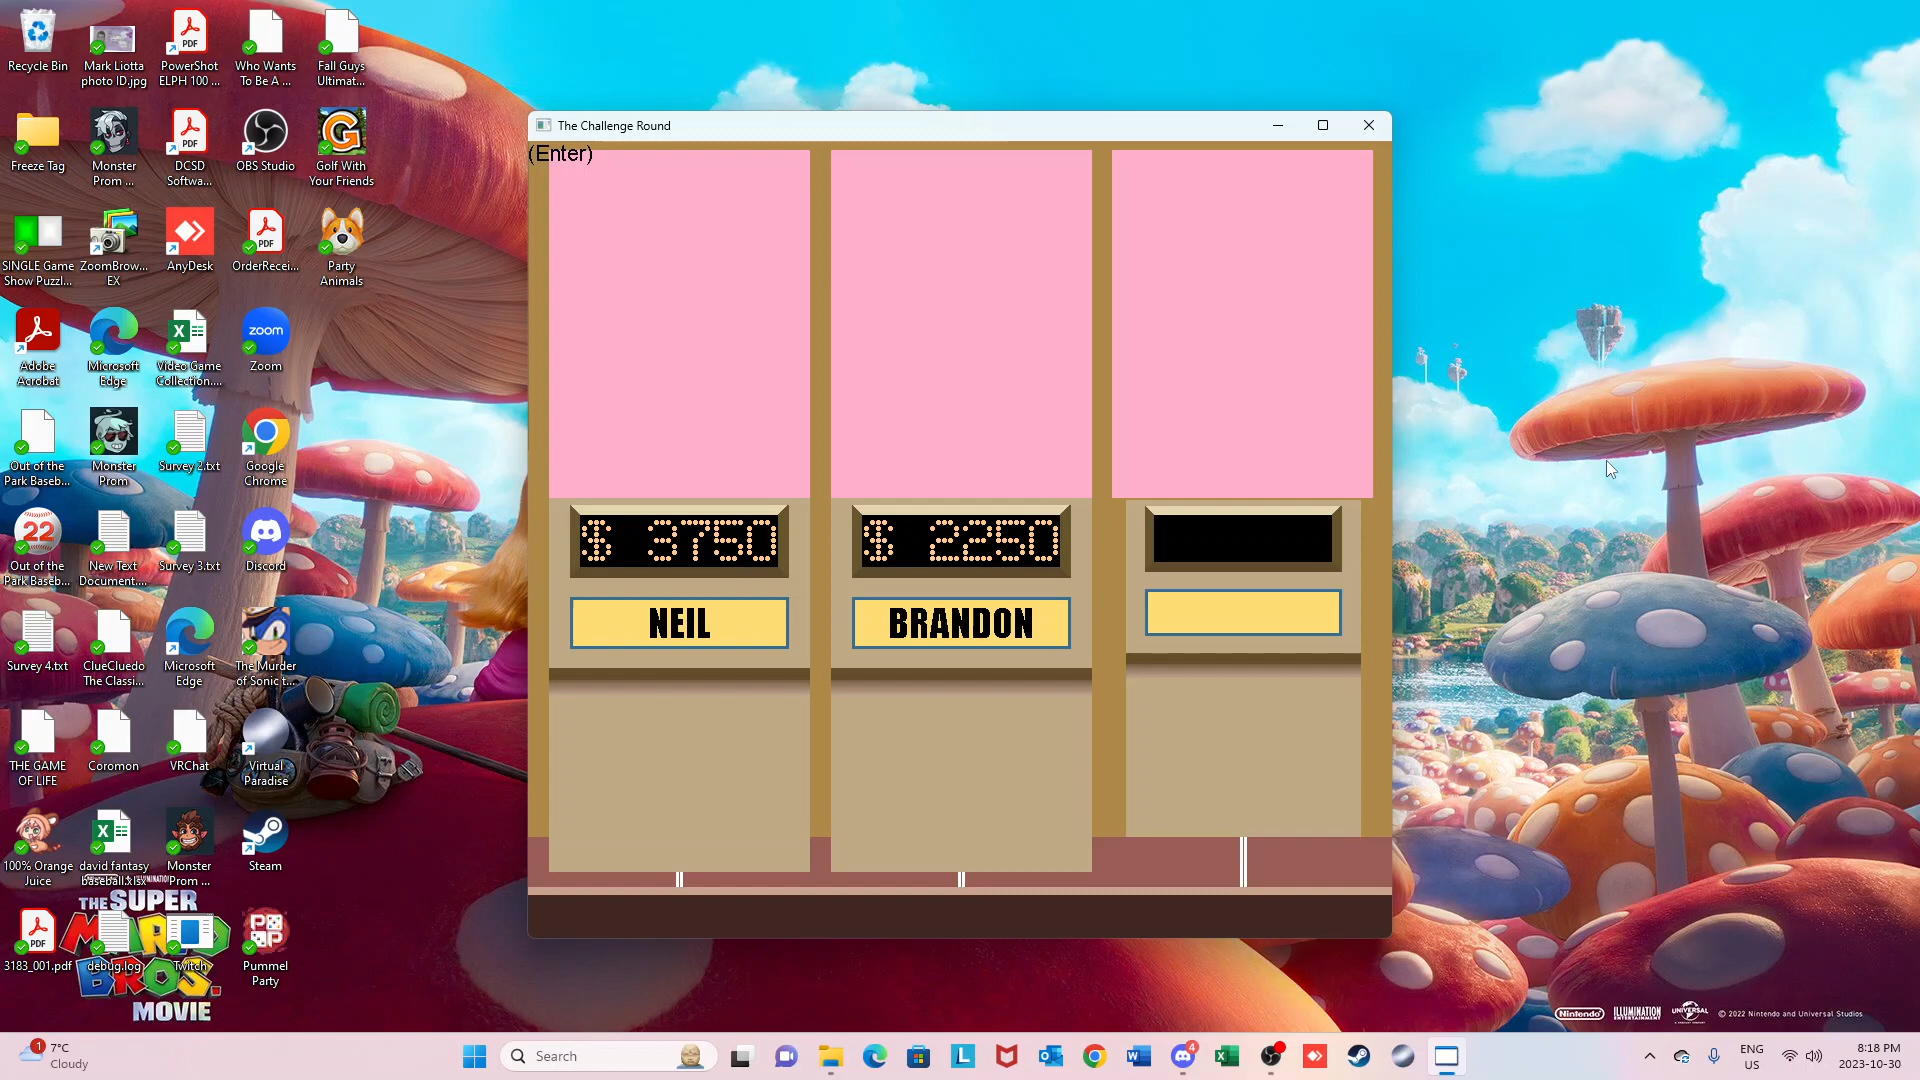 Recycle Bin
Mark Liotta
photo ID.jpg
PowerShot
ELPH 100 ...
Who Wants
To Be A ...
Fall Guys
Ultimat...
Freeze Tag
Monster
Prom ...
DCSD
Softwa...
OBS Studio
Golf With
Your Friends
SINGLE Game
Show Puzzl...
ZoomBrow...
EX
AnyDesk
OrderRecei...
Party
Animals
Adobe
Acrobat
Microsoft
Edge
Video Game
Collection....
Zoom
Out of the
Park Baseb...
Monster
Prom
Survey 2.txt
Google
Chrome
Out of the
Park Baseb...
New Text
Document....
Survey 3.txt
Discord
Survey 4.txt
ClueCluedo
The Classi...
Microsoft
Edge
The Murder
of Sonic t...
THE GAME
OF LIFE
Coromon
VRChat
Virtual
Paradise
100% Orange
Juice
david fantasy
baseball.xlsx
Monster
Prom ...
Steam
3183_001.pdf
debug.log
Twitch
Pummel
Party
THE SUPER
MARIO
BROS.
MOVIE
The Challenge Round
(Enter)
$ 3750
$ 2250
NEIL
BRANDON
Nintendo
ILLUMINATION
ENTERTAINMENT
UNIVERSAL
© 2022 Nintendo and Universal Studios
1
7°C
Cloudy
Search
4
ENG
US
8:18 PM
2023-10-30